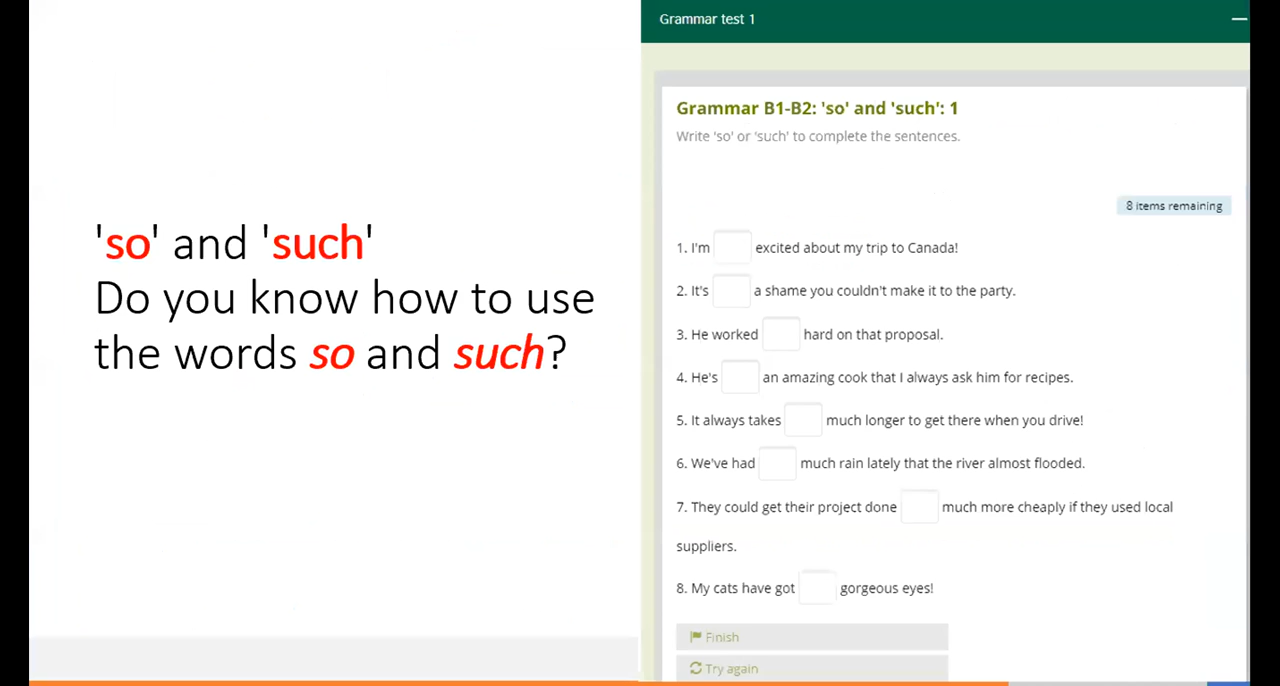 'so' and 'such'
Do you know how to use
the words so and such?
Grammar test 1
Grammar B1-B2: 'so' and 'such': 1
Write 'so' or 'such' to complete the sentences.
8 items remaining
1. I'm excited about my trip to Canada!
2. It's a shame you couldn't make it to the party.
3. He worked hard on that proposal.
4. He's an amazing cook that I always ask him for recipes.
5. It always takes much longer to get there when you drive!
6. We've had much rain lately that the river almost flooded.
7. They could get their project done much more cheaply if they used local
suppliers.
8. My cats have got gorgeous eyes!
Finish
Try again